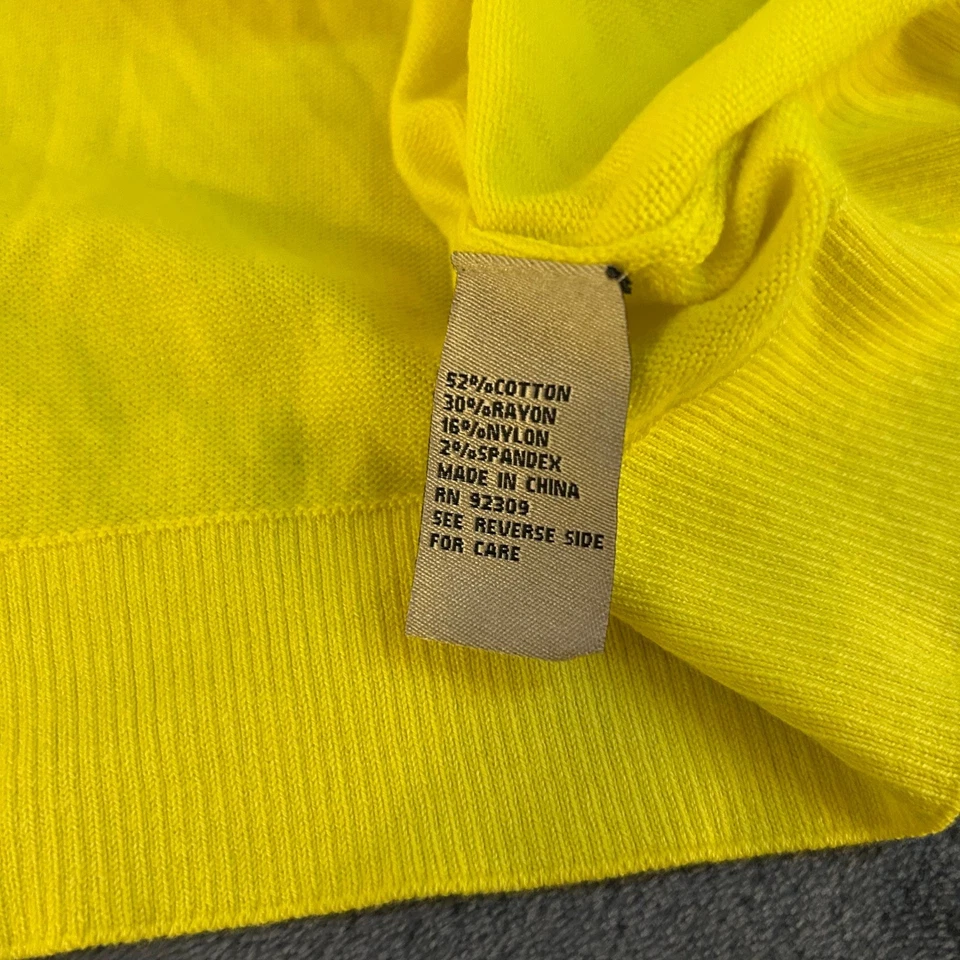 52%COTTON
30%RAYON
16%NYLON
2%SPANDEX
MADE IN CHINA
RN 92309
SEE REVERSE SIDE
FOR CARE